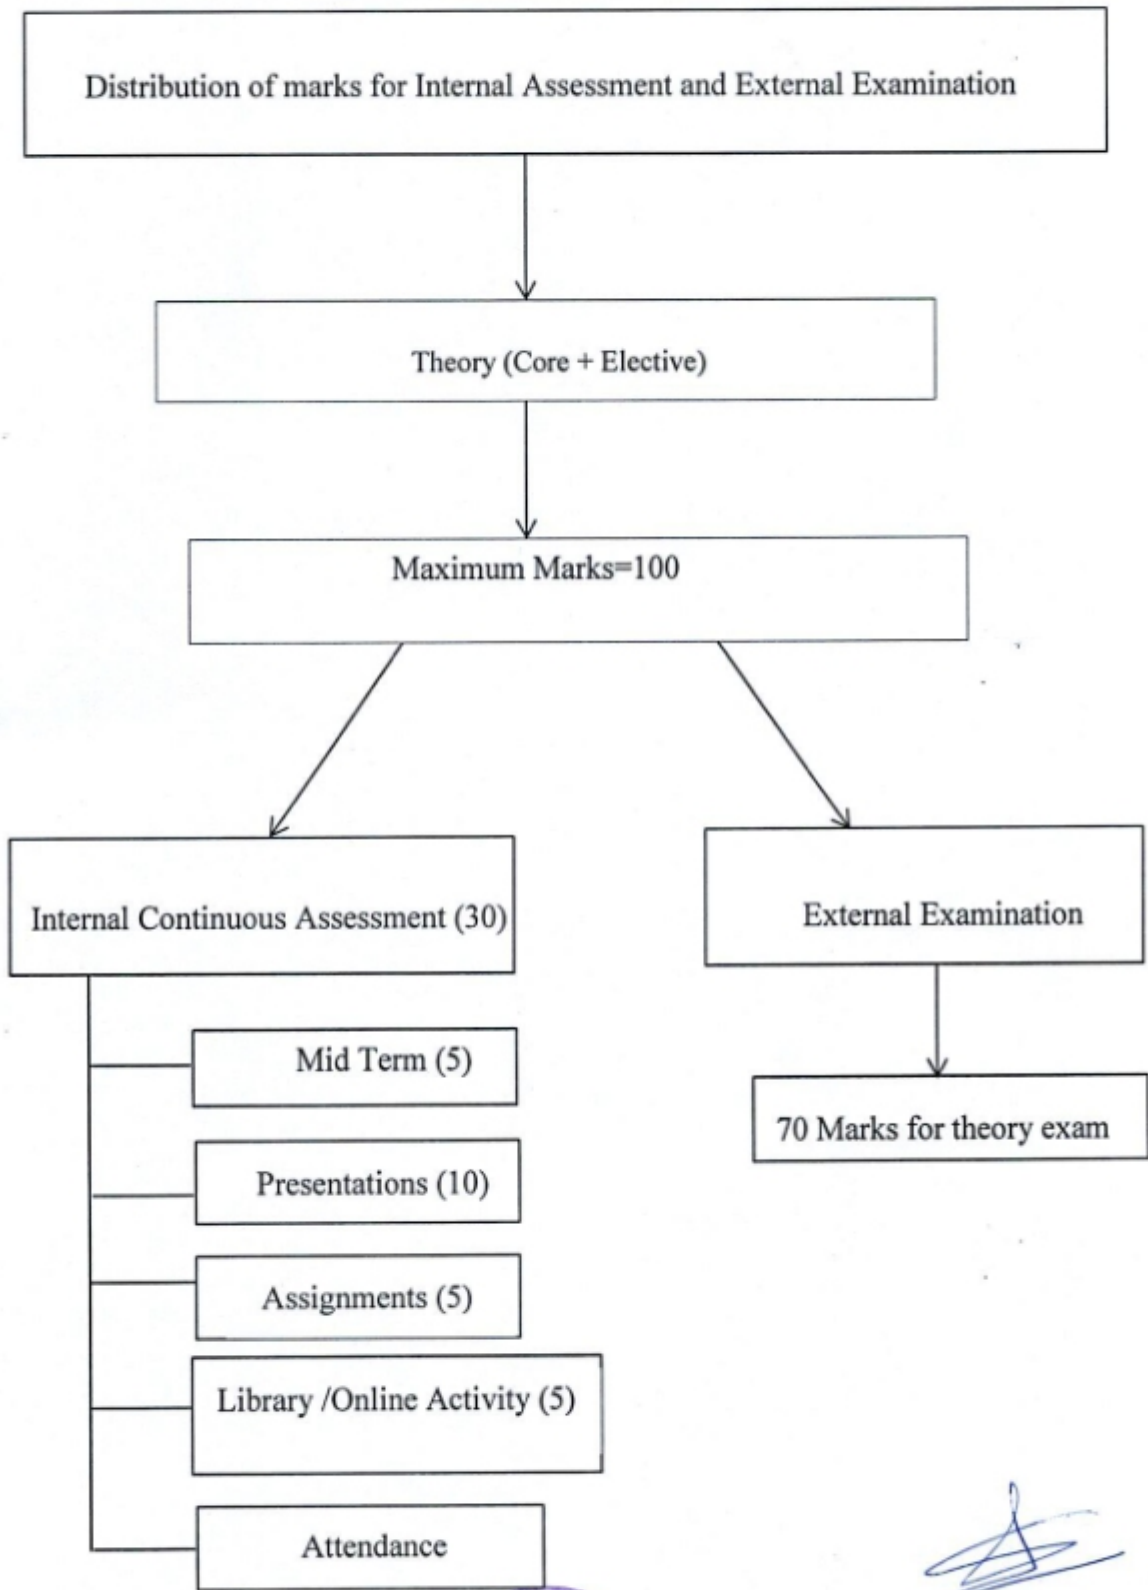 Distribution of marks for Internal Assessment and External Examination
Theory (Core + Elective)
Maximum Marks=100
Internal Continuous Assessment (30)
External Examination
Mid Term (5)
70 Marks for theory exam
Presentations (10)
Assignments (5)
Library /Online Activity (5)
Attendance